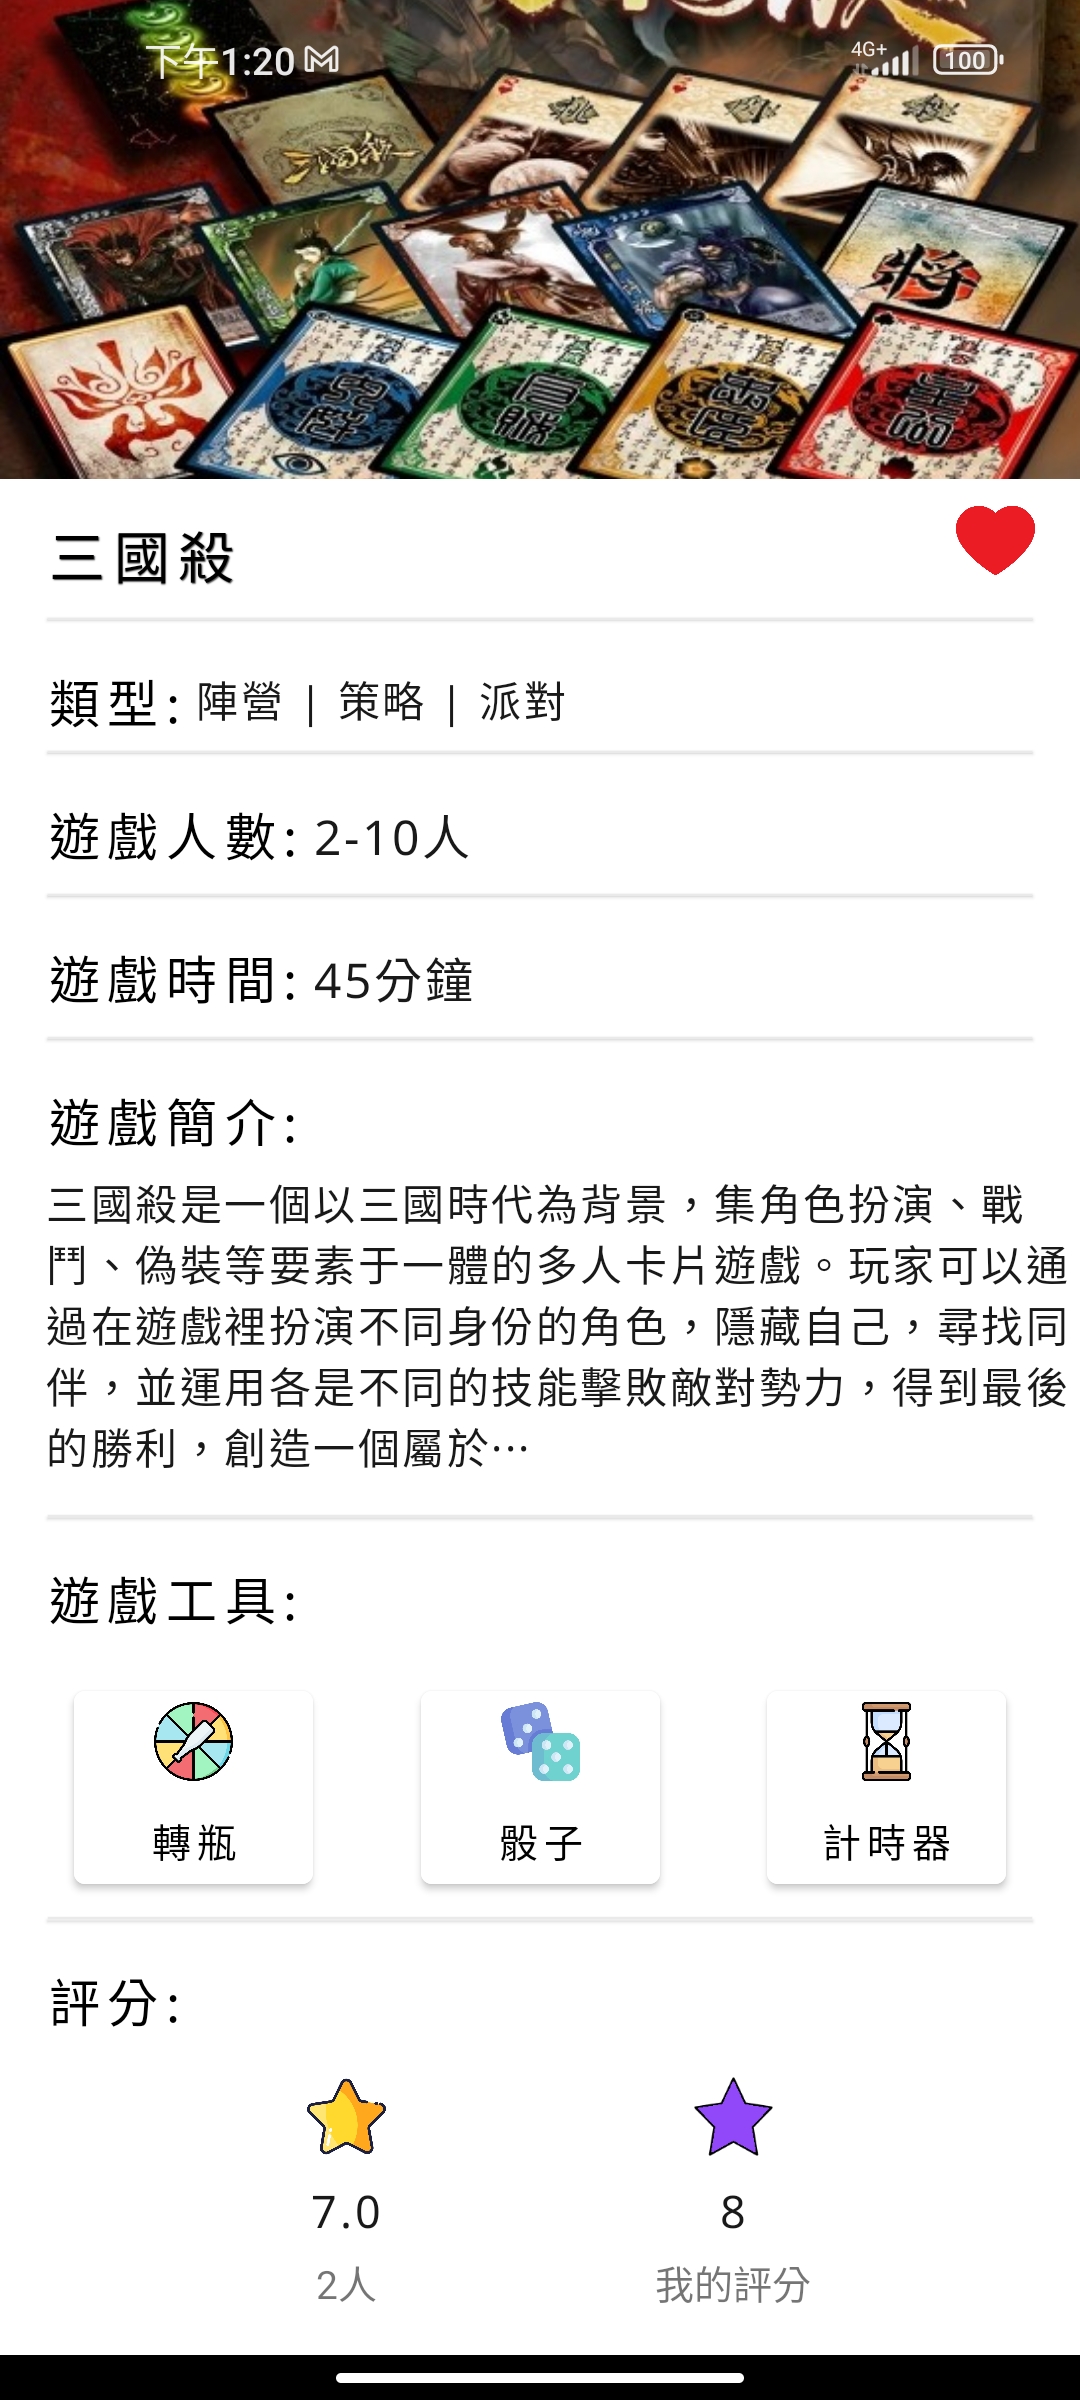 下午1:20
4G+
100
三國殺
將
三國殺
類型: 陣營 | 策略 | 派對
遊戲人數: 2-10人
遊戲時間: 45分鐘
遊戲簡介:
三國殺是一個以三國時代為背景，集角色扮演、戰
鬥、偽裝等要素于一體的多人卡片遊戲。玩家可以通
過在遊戲裡扮演不同身份的角色，隱藏自己，尋找同
伴，並運用各是不同的技能擊敗敵對勢力，得到最後
的勝利，創造一個屬於…
遊戲工具:
轉瓶
骰子
計時器
評分:
7.0
8
2人
我的評分